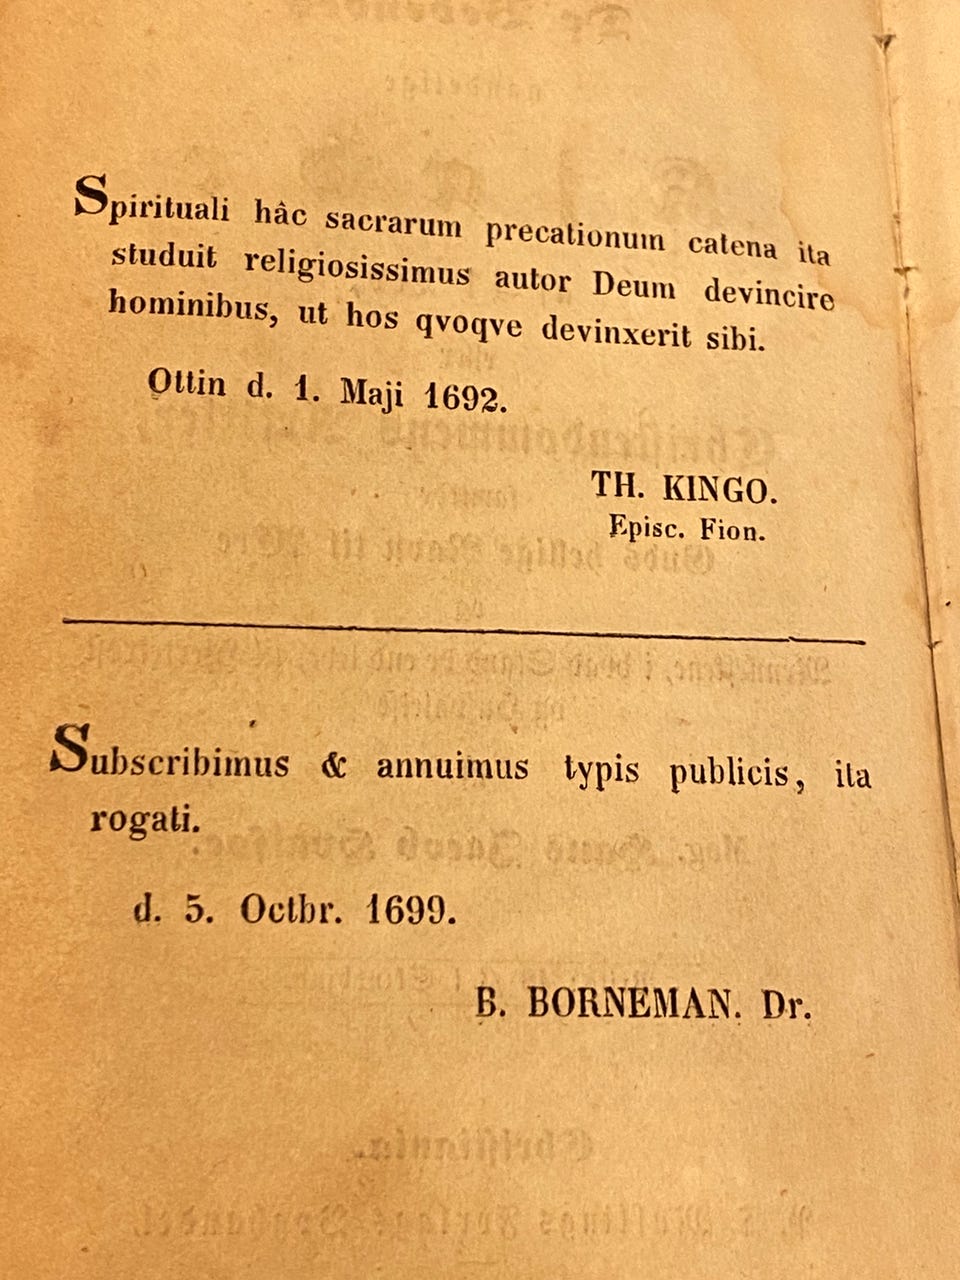 Spirituali hâc sacrarum precationum catena ita
studuit religiosissimus autor Deum devincire
hominibus, ut hos qvoqve devinxerit sibi.
Ottin d. 1. Maji 1692.
TH. KINGO.
Episc. Fion.
Subscribimus & annuimus typis publicis, ita
rogati.
d. 5. Octbr. 1699.
B. BORNEMAN. Dr.